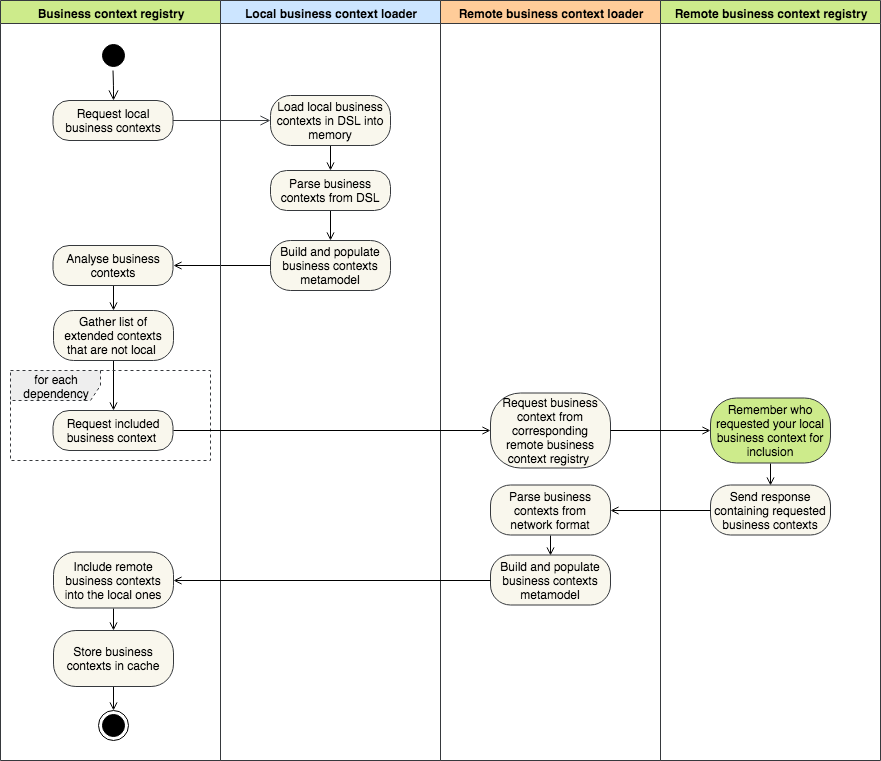 Business context registry
Local business context loader
Remote business context loader
Remote business context registry
Request local
business contexts
Load local business
contexts in DSL into
memory
Parse business
contexts from DSL
Build and populate
business contexts
metamodel
Analyse business
contexts
Gather list of
extended contexts
that are not local
for each
dependency
Request included
business context
Request business
context from
corresponding
remote business
context registry
Remember who
requested your local
business context for
inclusion
Send response
containing requested
business contexts
Parse business
contexts from
network format
Build and populate
business contexts
metamodel
Include remote
business contexts
into the local ones
Store business
contexts in cache